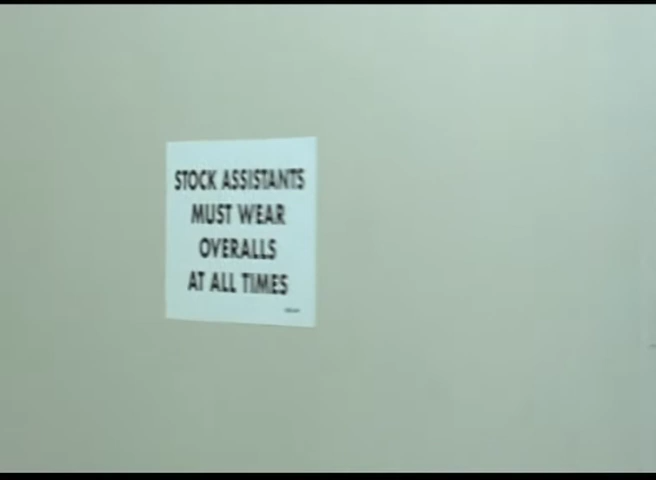 STOCK ASSISTANTS
MUST WEAR
OVERALLS
AT ALL TIMES